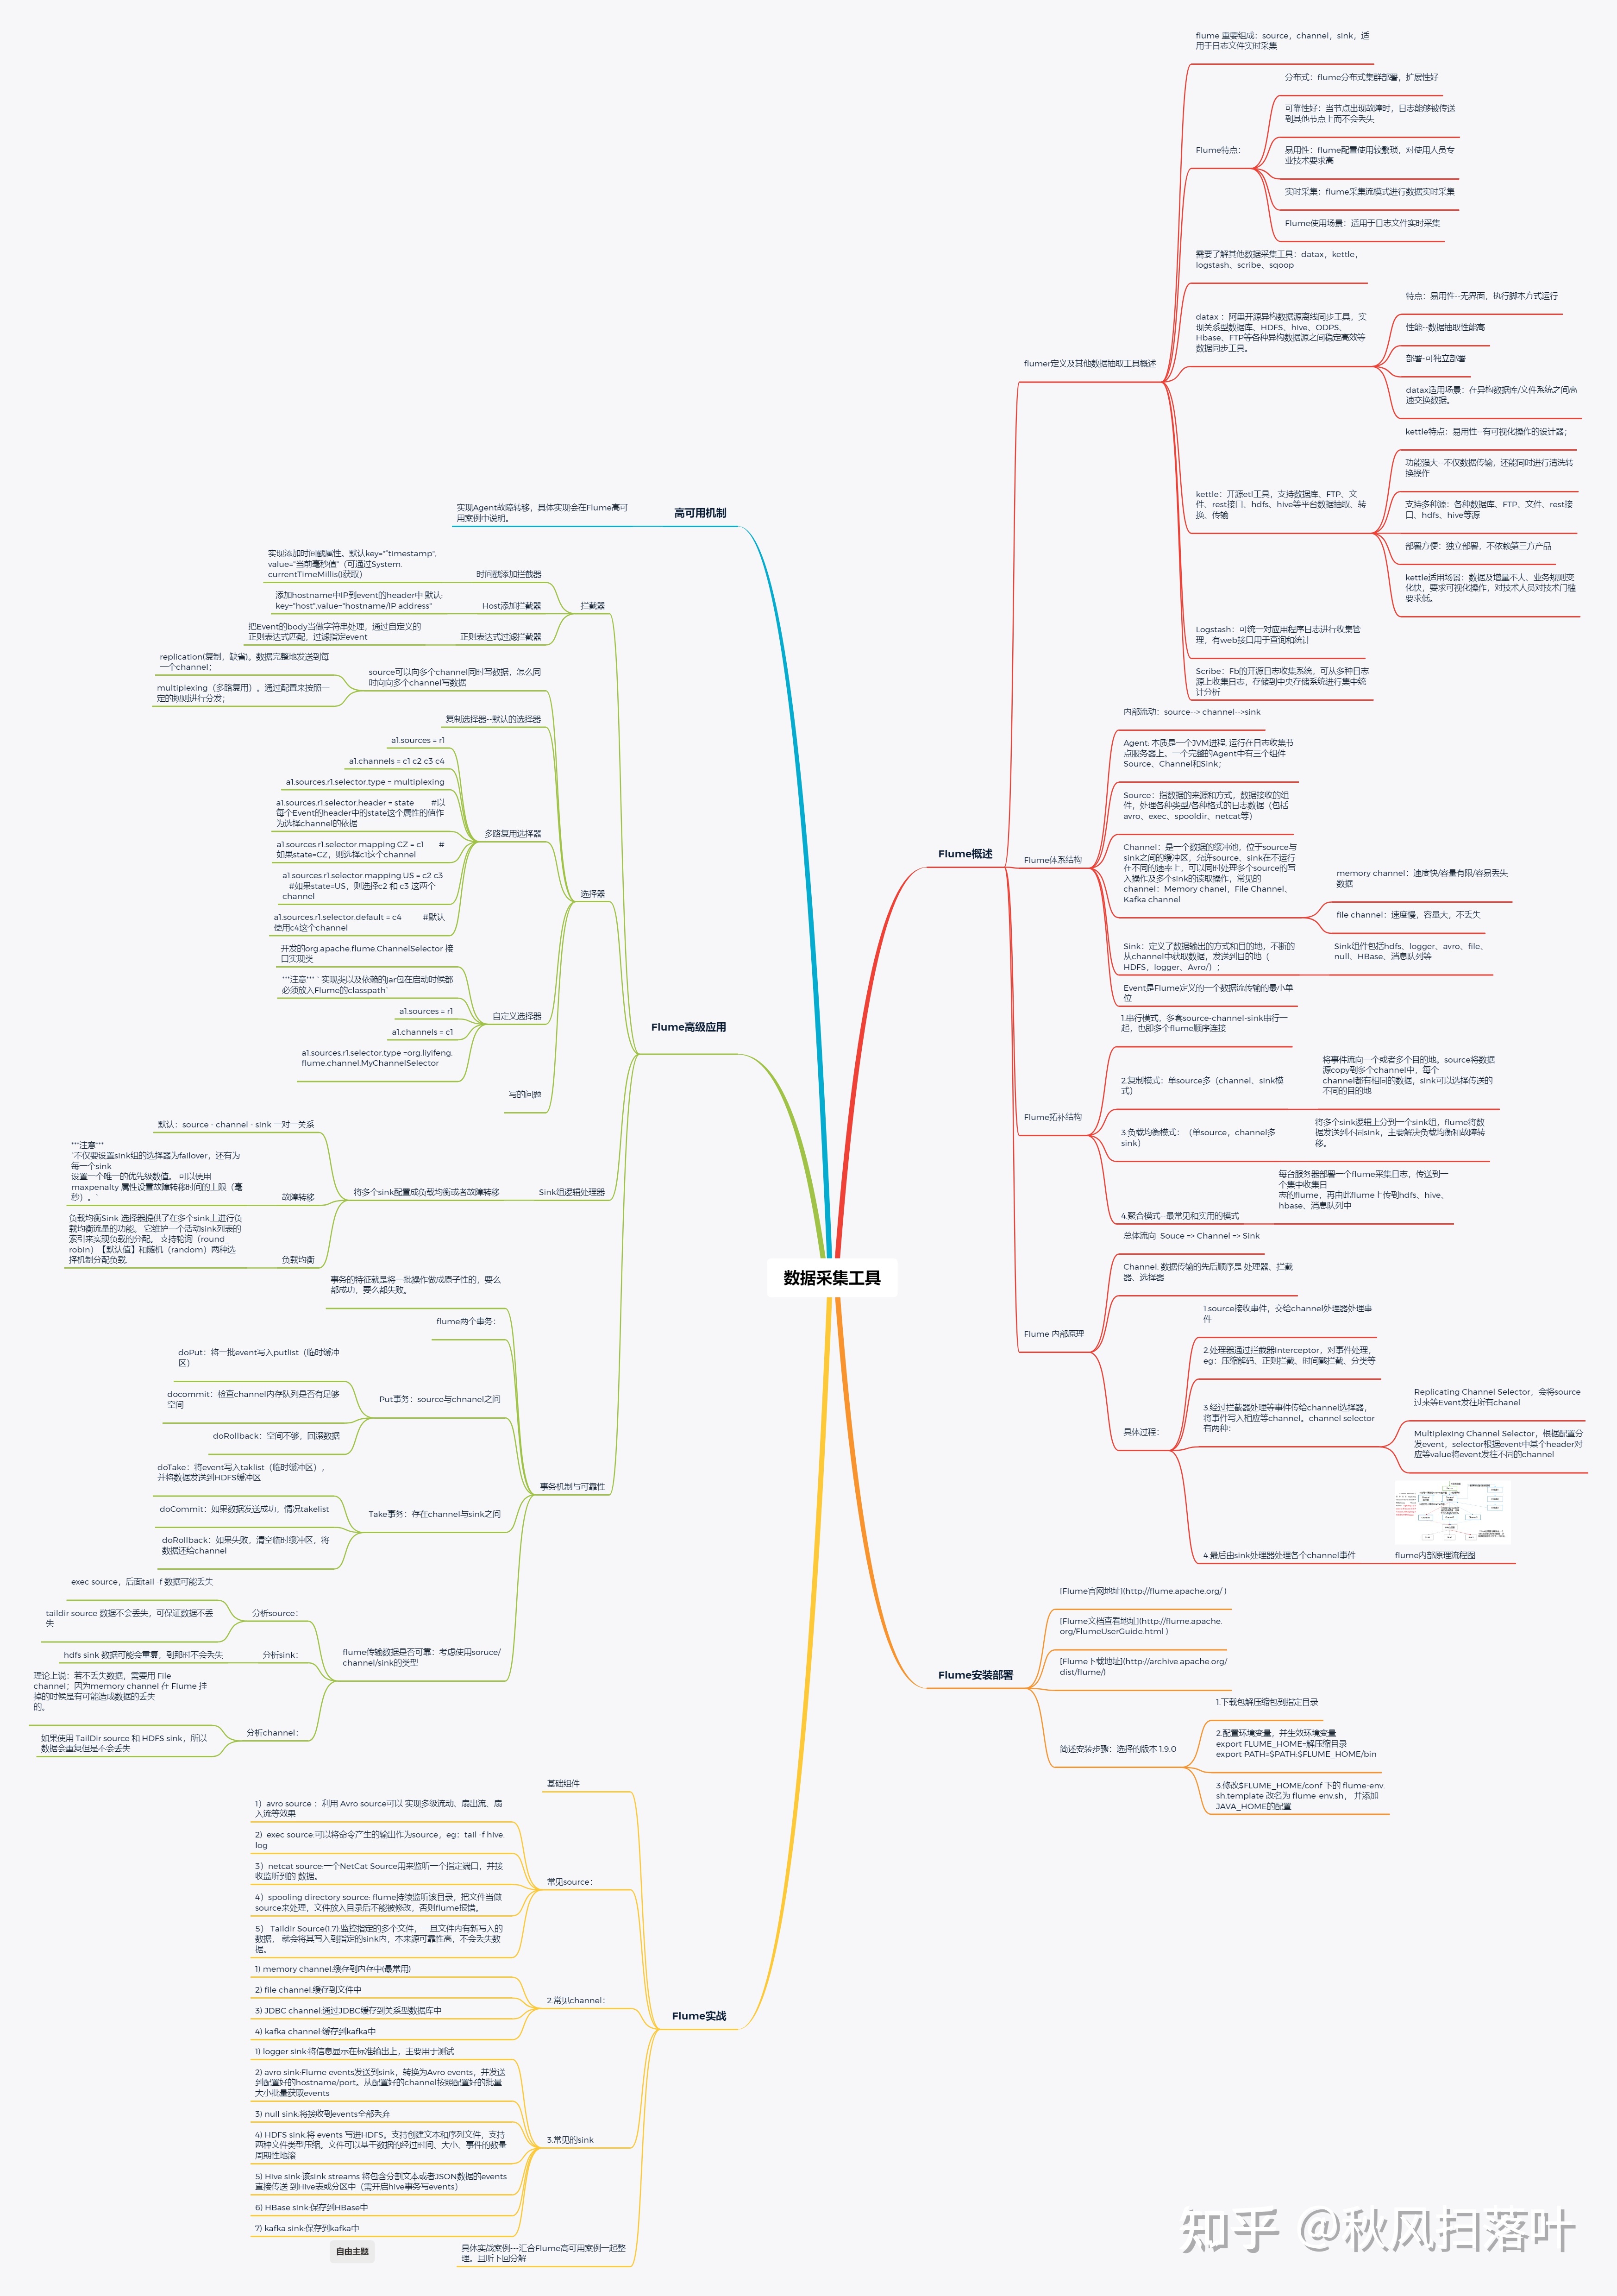 数据采集工具
Flume概述
flumer定义及其他数据抽取工具概述
flume 重要组成：source，channel，sink，适
用于日志文件实时采集
Flume特点：
分布式：flume分布式集群部署，扩展性好
可靠性好：当节点出现故障时，日志能够被传送
到其他节点上而不会丢失
易用性：flume配置使用较繁琐，对使用人员专
业技术要求高
实时采集：flume采集流模式进行数据实时采集
Flume使用场景：适用于日志文件实时采集
需要了解其他数据采集工具：datax，kettle，
logstash、scribe、sqoop
datax ：阿里开源异构数据源离线同步工具，实
现关系型数据库、HDFS、hive、ODPS、
Hbase、FTP等各种异构数据源之间稳定高效等
数据同步工具。
特点：易用性--无界面，执行脚本方式运行
性能--数据抽取性能高
部署-可独立部署
datax适用场景：在异构数据库/文件系统之间高
速交换数据。
kettle：开源etl工具，支持数据库、FTP、文
件、rest接口、hdfs、hive等平台数据抽取、转
换、传输
kettle特点：易用性--有可视化操作的设计器；
功能强大--不仅数据传输，还能同时进行清洗转
换操作
支持多种源：各种数据库、FTP、文件、rest接
口、hdfs、hive等源
部署方便：独立部署，不依赖第三方产品
kettle适用场景：数据及增量不大、业务规则变
化快，要求可视化操作，对技术人员对技术门槛
要求低。
Logstash：可统一对应用程序日志进行收集管
理，有web接口用于查询和统计
Scribe：Fb的开源日志收集系统，可从多种日志
源上收集日志，存储到中央存储系统进行集中统
计分析
Flume体系结构
内部流动：source--> channel-->sink
Agent: 本质是一个JVM进程, 运行在日志收集节
点服务器上。一个完整的Agent中有三个组件
Source、Channel和Sink；
Source：指数据的来源和方式，数据接收的组
件，处理各种类型/各种格式的日志数据（包括
avro、exec、spooldir、netcat等）
Channel：是一个数据的缓冲池，位于source与
sink之间的缓冲区，允许source、sink在不运行
在不同的速率上，可以同时处理多个source的写
入操作及多个sink的读取操作，常见的
channel：Memory chanel，File Channel、
Kafka channel
memory channel：速度快/容量有限/容易丢失
数据
file channel：速度慢，容量大，不丢失
Sink：定义了数据输出的方式和目的地，不断的
从channel中获取数据，发送到目的地（
HDFS，logger、Avro/）；
Sink组件包括hdfs、logger、avro、file、
null、HBase、消息队列等
Event是Flume定义的一个数据流传输的最小单
位
Flume拓补结构
1.串行模式，多套source-channel-sink串行一
起，也即多个flume顺序连接
2.复制模式：单source多（channel、sink模
式）
将事件流向一个或者多个目的地。source将数据
源copy到多个channel中，每个
channel都有相同的数据，sink可以选择传送的
不同的目的地
3.负载均衡模式：（单source，channel多
sink）
将多个sink逻辑上分到一个sink组，flume将数
据发送到不同sink，主要解决负载均衡和故障转
移。
4.聚合模式--最常见和实用的模式
每台服务器部署一个flume采集日志，传送到一
个集中收集日
志的flume，再由此flume上传到hdfs、hive、
hbase、消息队列中
Flume 内部原理
总体流向 Souce => Channel => Sink
Channel: 数据传输的先后顺序是 处理器、拦截
器、选择器
具体过程：
1.source接收事件，交给channel处理器处理事
件
2.处理器通过拦截器Interceptor，对事件处理，
eg：压缩解码、正则拦截、时间戳拦截、分类等
3.经过拦截器处理等事件传给channel选择器，
将事件写入相应等channel。channel selector
有两种：
Replicating Channel Selector，会将source
过来等Event发往所有chanel
Multiplexing Channel Selector，根据配置分
发event，selector根据event中某个header对
应等value将event发往不同的channel
4.最后由sink处理器处理各个channel事件
flume内部原理流程图
Flume安装部署
[Flume官网地址](http://flume.apache.org/ )
[Flume文档查看地址](http://flume.apache.
org/FlumeUserGuide.html )
[Flume下载地址](http://archive.apache.org/
dist/flume/)
简述安装步骤：选择的版本 1.9.0
1.下载包解压缩包到指定目录
2.配置环境变量，并生效环境变量
export FLUME_HOME=解压缩目录
export PATH=$PATH:$FLUME_HOME/bin
3.修改$FLUME_HOME/conf 下的 flume-env.
sh.template 改名为 flume-env.sh， 并添加
JAVA_HOME的配置
高可用机制
实现Agent故障转移，具体实现会在Flume高可
用案例中说明。
Flume高级应用
拦截器
时间戳添加拦截器
实现添加时间戳属性。默认key="timestamp",
value="当前毫秒值"（可通过System.
currentTimeMillis()获取）
Host添加拦截器
添加hostname中IP到event的header中 默认:
key="host",value="hostname/IP address"
正则表达式过滤拦截器
把Event的body当做字符串处理，通过自定义的
正则表达式匹配，过滤指定event
选择器
source可以向多个channel同时写数据，怎么同
时向向多个channel写数据
replication(复制，缺省)。数据完整地发送到每
一个channel；
multiplexing（多路复用）。通过配置来按照一
定的规则进行分发；
复制选择器--默认的选择器
多路复用选择器
a1.sources = r1
a1.channels = c1 c2 c3 c4
a1.sources.r1.selector.type = multiplexing
a1.sources.r1.selector.header = state #以
每个Event的header中的state这个属性的值作
为选择channel的依据
a1.sources.r1.selector.mapping.CZ = c1 #
如果state=CZ，则选择c1这个channel
a1.sources.r1.selector.mapping.US = c2 c3
#如果state=US，则选择c2 和 c3 这两个
channel
a1.sources.r1.selector.default = c4 #默认
使用c4这个channel
自定义选择器
开发的org.apache.flume.ChannelSelector 接
口实现类
***注意*** ` 实现类以及依赖的jar包在启动时候都
必须放入Flume的classpath`
a1.sources = r1
a1.channels = c1
a1.sources.r1.selector.type =org.liyifeng.
flume.channel.MyChannelSelector
写的问题
Sink组逻辑处理器
将多个sink配置成负载均衡或者故障转移
默认：source - channel - sink 一对一关系
故障转移
***注意***
`不仅要设置sink组的选择器为failover，还有为
每一个sink
设置一个唯一的优先级数值。 可以使用
maxpenalty 属性设置故障转移时间的上限（毫
秒）。`
负载均衡
负载均衡Sink 选择器提供了在多个sink上进行负
载均衡流量的功能。 它维护一个活动sink列表的
索引来实现负载的分配。 支持轮询（round_
robin）【默认值】和随机（random）两种选
择机制分配负载.
事务机制与可靠性
事务的特征就是将一批操作做成原子性的，要么
都成功，要么都失败。
flume两个事务：
Put事务：source与chnanel之间
doPut：将一批event写入putlist（临时缓冲
区）
docommit：检查channel内存队列是否有足够
空间
doRollback：空间不够，回滚数据
Take事务：存在channel与sink之间
doTake：将event写入taklist（临时缓冲区），
并将数据发送到HDFS缓冲区
doCommit：如果数据发送成功，情况takelist
doRollback：如果失败，清空临时缓冲区，将
数据还给channel
flume传输数据是否可靠：考虑使用soruce/
channel/sink的类型
分析source：
exec source，后面tail -f 数据可能丢失
taildir source 数据不会丢失，可保证数据不丢
失
分析sink：
hdfs sink 数据可能会重复，到那时不会丢失
分析channel：
理论上说：若不丢失数据，需要用 File
channel；因为memory channel 在 Flume 挂
掉的时候是有可能造成数据的丢失
的。
如果使用 TailDir source 和 HDFS sink，所以
数据会重复但是不会丢失
Flume实战
基础组件
常见source：
1）avro source ：利用 Avro source可以 实现多级流动、扇出流、扇
入流等效果
2）exec source:可以将命令产生的输出作为source，eg：tail -f hive.
log
3）netcat source:一个NetCat Source用来监听一个指定端口，并接
收监听到的 数据。
4）spooling directory source: flume持续监听该目录，把文件当做
source来处理，文件放入目录后不能被修改，否则flume报错。
5） Taildir Source(1.7):监控指定的多个文件，一旦文件内有新写入的
数据， 就会将其写入到指定的sink内，本来源可靠性高，不会丢失数
据。
2.常见channel：
1) memory channel:缓存到内存中(最常用)
2) file channel:缓存到文件中
3) JDBC channel:通过JDBC缓存到关系型数据库中
4) kafka channel:缓存到kafka中
3.常见的sink
1) logger sink:将信息显示在标准输出上，主要用于测试
2) avro sink:Flume events发送到sink，转换为Avro events，并发送
到配置好的hostname/port。从配置好的channel按照配置好的批量
大小批量获取events
3) null sink:将接收到events全部丢弃
4) HDFS sink:将 events 写进HDFS。支持创建文本和序列文件，支持
两种文件类型压缩。文件可以基于数据的经过时间、大小、事件的数量
周期性地滚
5) Hive sink:该sink streams 将包含分割文本或者JSON数据的events
直接传送 到Hive表或分区中（需开启hive事务写events）
6) HBase sink:保存到HBase中
7) kafka sink:保存到kafka中
具体实战案例---汇合Flume高可用案例一起整
理。且听下回分解
自由主题
知乎 @秋风扫落叶